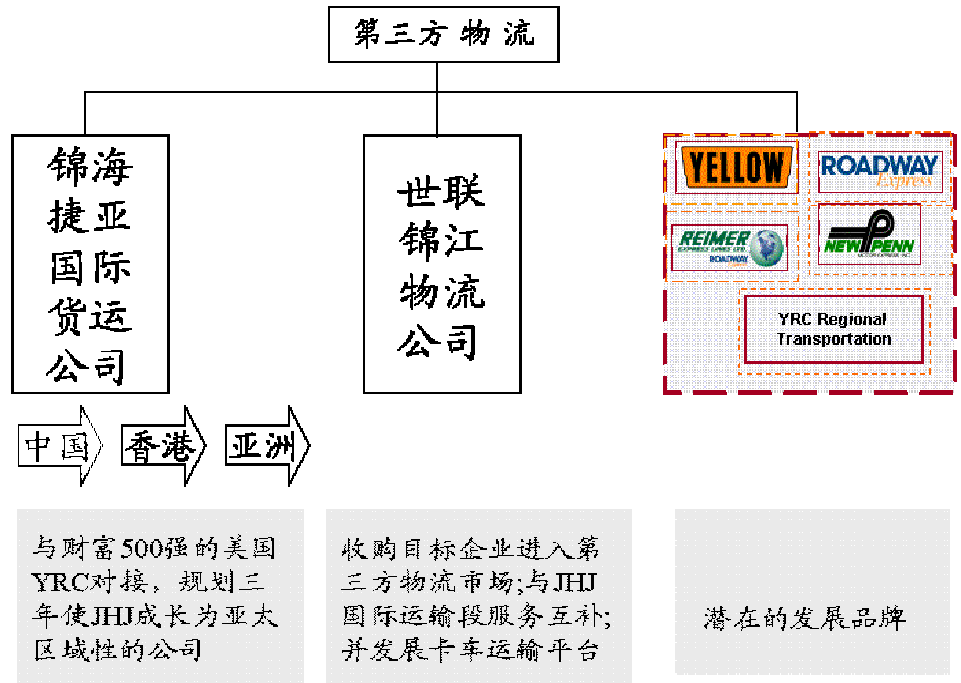 第三方物流
锦海
捷亚
国际
货运
公司
世联
锦江
物流
公司
YELLOW
ROADWAY
Express
REIMER
EXPRESS LINES LTD.
ROADWAY
NEW PENN
YRC Regional
Transportation
中国
香港
亚洲
与财富500强的美国
YRC对接，规划三
年使JHJ成长为亚太
区域性的公司
收购目标企业进入第
三方物流市场;与JHJ
国际运输段服务互补;
并发展卡车运输平台
潜在的发展品牌